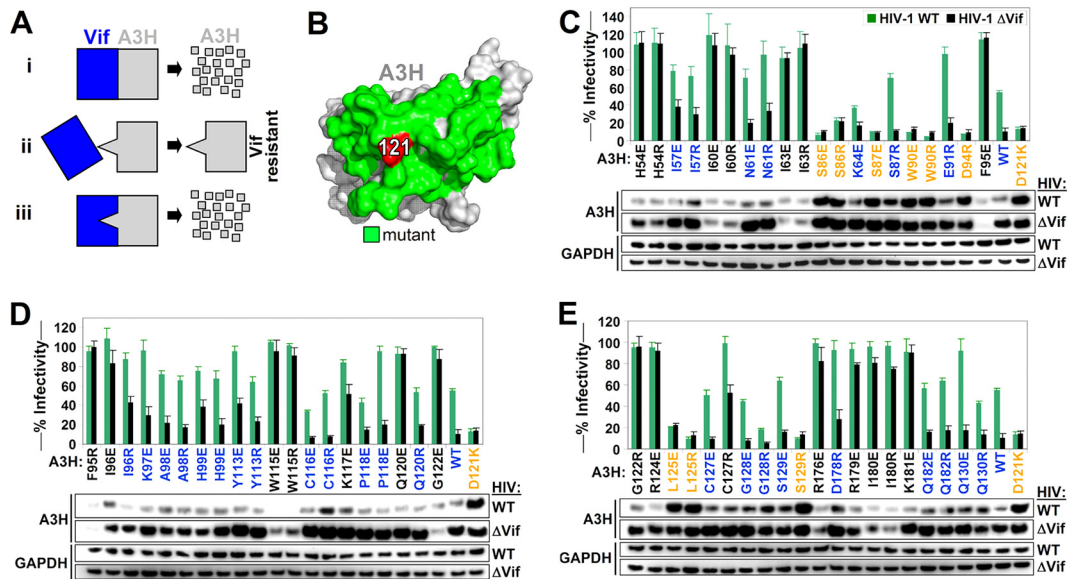 A
Vif A3H A3H
i
ii
Vif resistant
iii
B
A3H
121
mutant
C
HIV-1 WT HIV-1 ΔVif
% Infectivity
120
100
80
60
40
20
0
A3H: H54E H54R I57E I57R I60E I60R N61E N61R I63E I63R S86E S86R K64E S87E S87R W90E W90R E91R D94R F95E WT D121K
HIV:
A3H WT
ΔVif
GAPDH WT
ΔVif
D
% Infectivity
120
100
80
60
40
20
0
A3H: F95R I96E I96R K97E A98E A98R H99E H99E Y113E Y113R W115E W115R C116E C116R K117E P118E P118E Q120E Q120R G122E WT D121K
HIV:
A3H WT
ΔVif
GAPDH WT
ΔVif
E
% Infectivity
120
100
80
60
40
20
0
A3H: G122R R124E L125E L125R C127E C127R G128E G128R S129E S129R R176E D178R R179E I180E I180R K181E Q182E Q182R Q130E Q130R WT D121K
HIV:
A3H WT
ΔVif
GAPDH WT
ΔVif